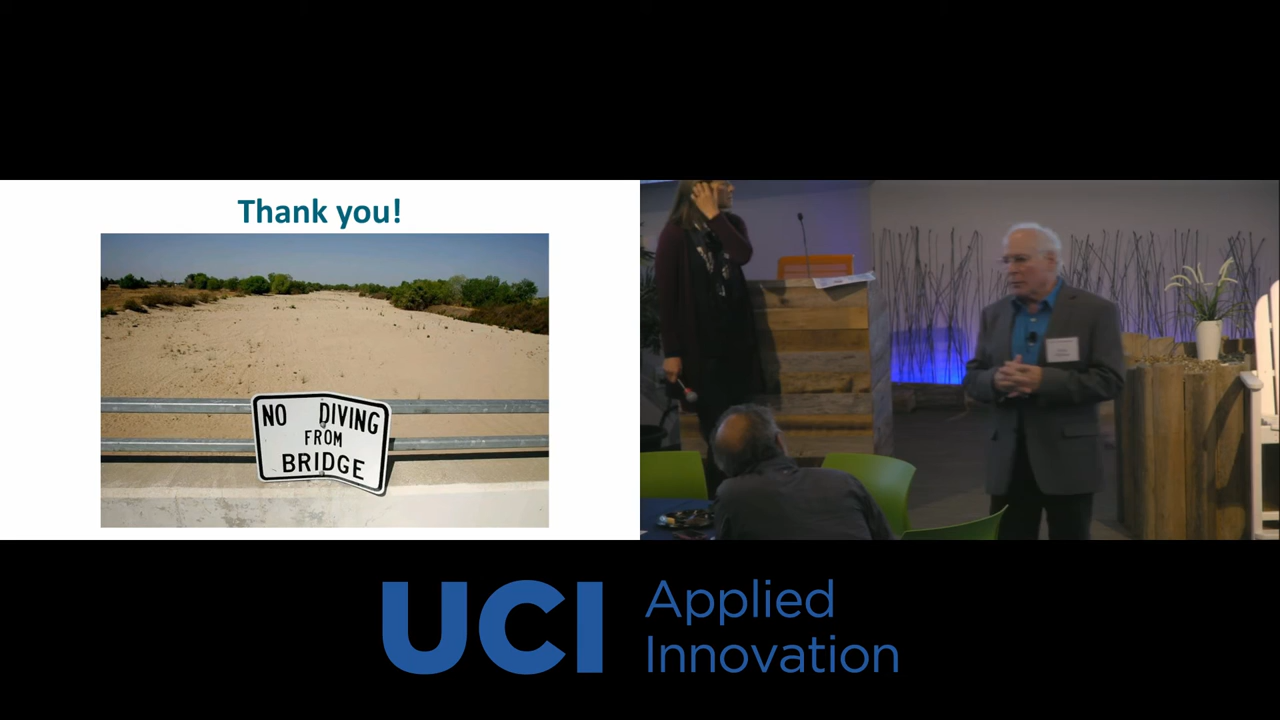 Thank you!
NO DIVING
FROM
BRIDGE
UCI Applied
Innovation